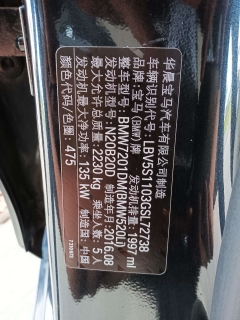 华晨宝马汽车有限公司制造
品牌：宝马(BMW)牌
车辆识别代号：LBV5S1103GSL72738
整车型号：BMW7201DM(BMW520Li)
发动机型号：N20B20D 制造年月：2016.08
最大允许总质量：2230kg 乘坐人数：5人
发动机最大净功率：135 kW 发动机排量：1997 ml
颜色代码/色圈：475 制造国：中国